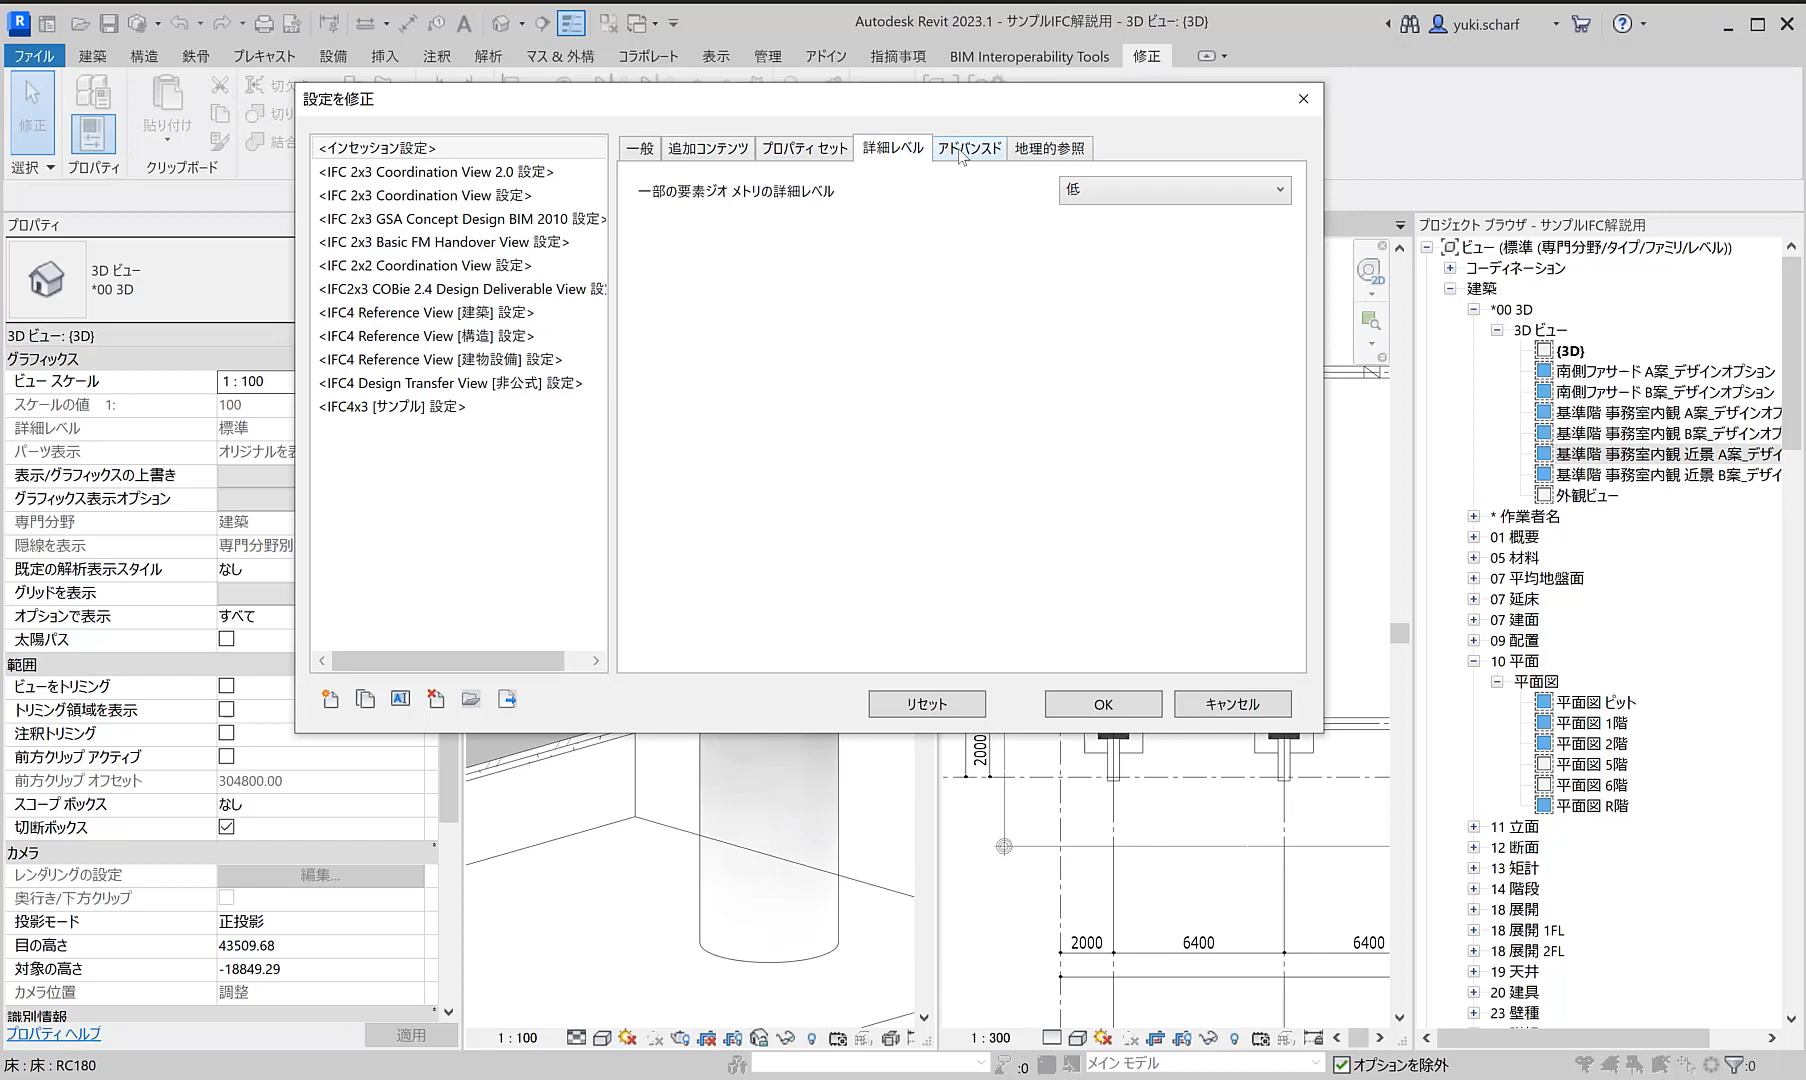 Autodesk Revit 2023.1 - サンプルIFC解説用 - 3D ビュー: {3D}
yuki.scharf
ファイル 建築 構造 鉄骨 プレキャスト 設備 挿入 注釈 解析 マス & 外構 コラボレート 表示 管理 アドイン 指摘事項 BIM Interoperability Tools 修正
修正
貼り付け
選択 プロパティ クリップボード
設定を修正
<インセッション設定>
<IFC 2x3 Coordination View 2.0 設定>
<IFC 2x3 Coordination View 設定>
<IFC 2x3 GSA Concept Design BIM 2010 設定>
<IFC 2x3 Basic FM Handover View 設定>
<IFC 2x2 Coordination View 設定>
<IFC2x3 COBie 2.4 Design Deliverable View 設
<IFC4 Reference View [建築] 設定>
<IFC4 Reference View [構造] 設定>
<IFC4 Reference View [建物設備] 設定>
<IFC4 Design Transfer View [非公式] 設定>
<IFC4x3 [サンプル] 設定>
一般 追加コンテンツ プロパティ セット 詳細レベル アドバンスド 地理的参照
一部の要素ジオ メトリの詳細レベル 低
リセット OK キャンセル
プロパティ
3D ビュー
*00 3D
3D ビュー: {3D}
グラフィックス
ビュー スケール 1 : 100
スケールの値 1: 100
詳細レベル 標準
パーツ表示 オリジナルを表
表示/グラフィックスの上書き
グラフィックス表示オプション
専門分野 建築
隠線を表示 専門分野別
既定の解析表示スタイル なし
グリッドを表示
オプションで表示 すべて
太陽パス
範囲
ビューをトリミング
トリミング領域を表示
注釈トリミング
前方クリップ アクティブ
前方クリップ オフセット 304800.00
スコープ ボックス なし
切断ボックス
カメラ
レンダリングの設定 編集...
奥行き/下方クリップ
投影モード 正投影
目の高さ 43509.68
対象の高さ -18849.29
カメラ位置 調整
識別情報
プロパティ ヘルプ 適用
床 : 床 : RC180
2D
2000
2000 6400 6400
1 : 100
1 : 300
:0 メイン モデル オプションを除外 :0
プロジェクト ブラウザ - サンプルIFC解説用
ビュー (標準 (専門分野/タイプ/ファミリ/レベル))
コーディネーション
建築
*00 3D
3D ビュー
{3D}
南側ファサード A案_デザインオプション
南側ファサード B案_デザインオプション
基準階 事務室内観 A案_デザインオプ
基準階 事務室内観 B案_デザインオプ
基準階 事務室内観 近景 A案_デザイ
基準階 事務室内観 近景 B案_デザイ
外観ビュー
* 作業者名
01 概要
05 材料
07 平均地盤面
07 延床
07 建面
09 配置
10 平面
平面図
平面図 ピット
平面図 1階
平面図 2階
平面図 5階
平面図 6階
平面図 R階
11 立面
12 断面
13 矩計
14 階段
18 展開
18 展開 1FL
18 展開 2FL
19 天井
20 建具
23 壁種